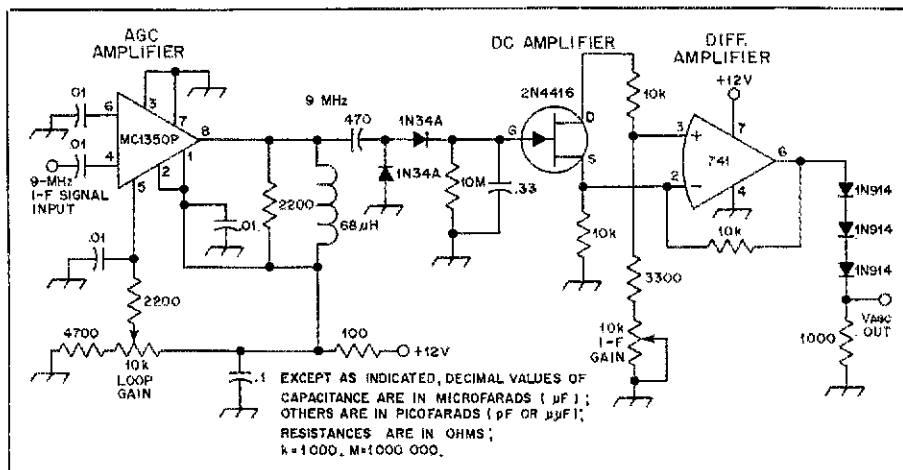 AGC
AMPLIFIER
DC AMPLIFIER
DIFF.
AMPLIFIER
+12V
.01
6
3
7
MC1350P
8
1
2
4
5
.01
9-MHz
I-F SIGNAL
INPUT
9 MHz
470
1N34A
1N34A
2N4416
G
D
S
10k
3
+
7
741
6
2
−
4
10k
1N914
1N914
1N914
2200
68μH
.01
10M
.33
10k
3300
.01
2200
4700
10k
LOOP
GAIN
100
+12V
.1
10k
I-F
GAIN
1000
VAGC
OUT
EXCEPT AS INDICATED, DECIMAL VALUES OF
CAPACITANCE ARE IN MICROFARADS (μF);
OTHERS ARE IN PICOFARADS (pF OR μμF);
RESISTANCES ARE IN OHMS;
k=1000, M=1000 000.